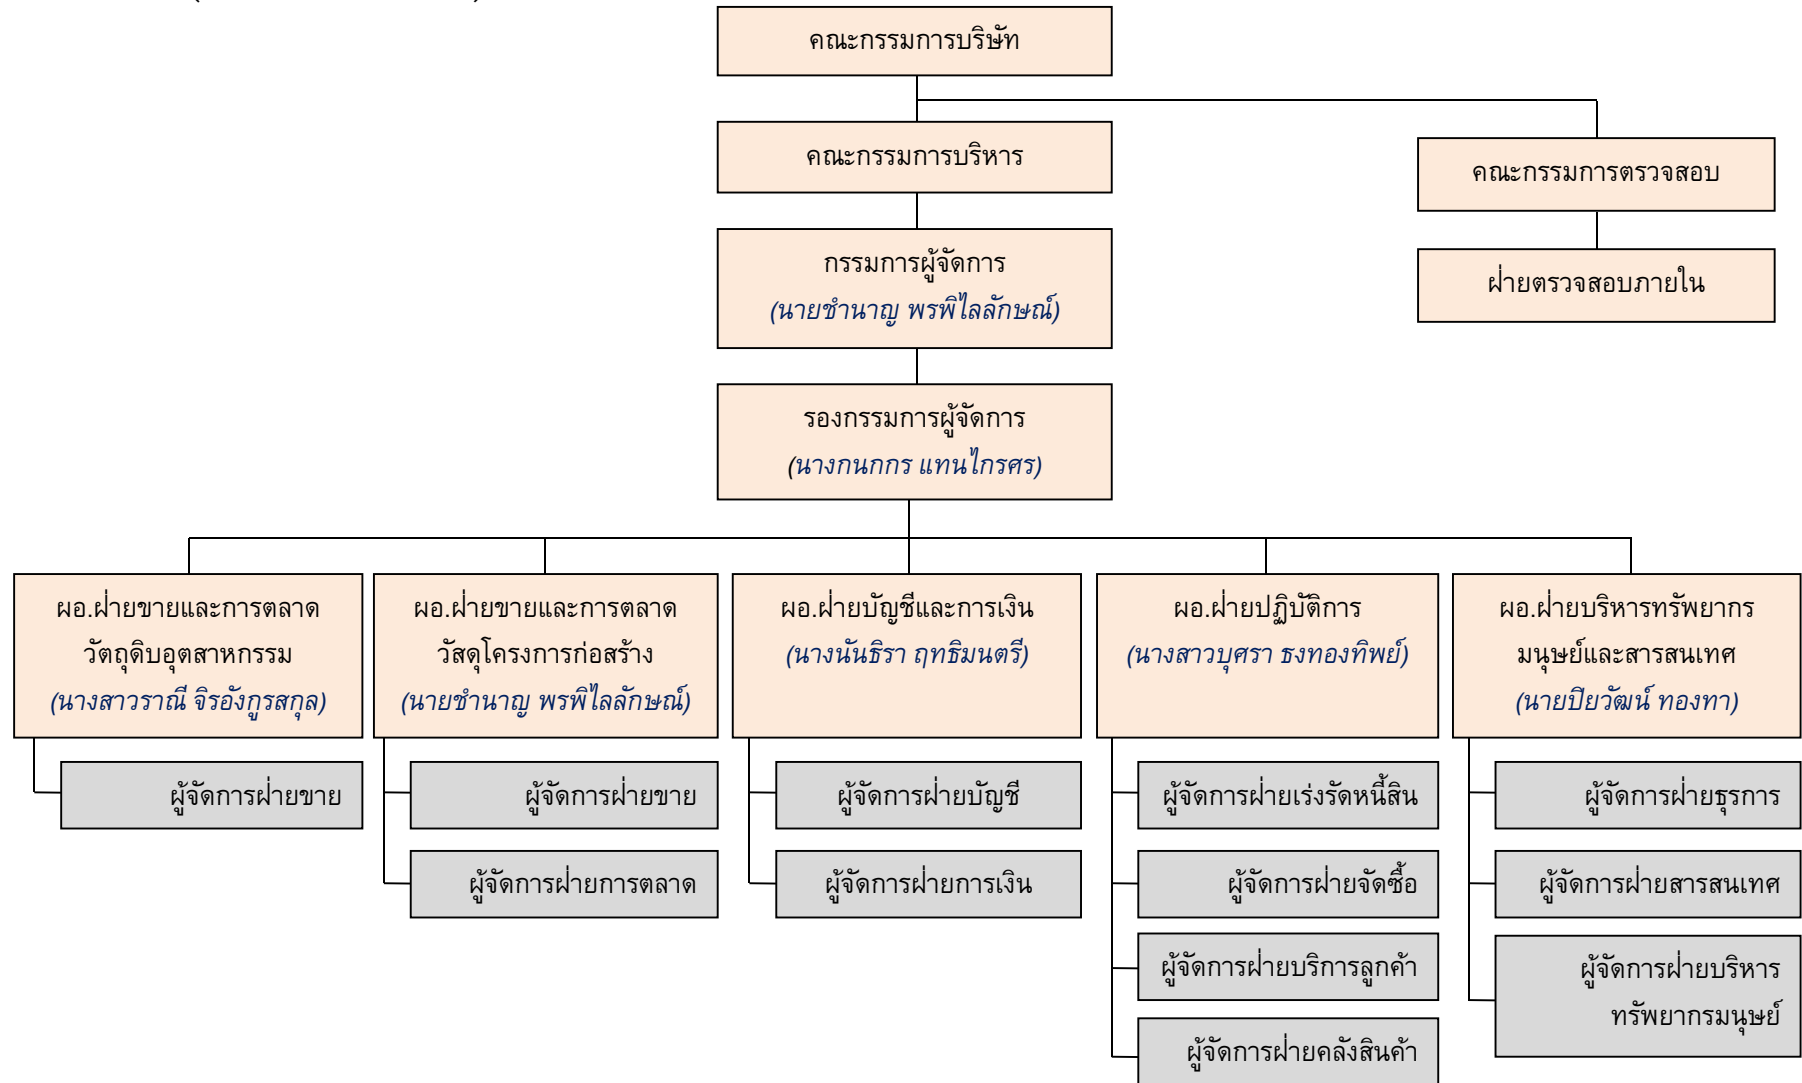 คณะกรรมการบริษัท
คณะกรรมการบริหาร
คณะกรรมการตรวจสอบ
กรรมการผู้จัดการ
(นายชำนาญ พรพิไลลักษณ์)
ฝ่ายตรวจสอบภายใน
รองกรรมการผู้จัดการ
(นางกนกกร แทนไกรศร)
ผอ.ฝ่ายขายและการตลาด
วัตถุดิบอุตสาหกรรม
(นางสาวราณี จิรอังกูรสกุล)
ผู้จัดการฝ่ายขาย
ผอ.ฝ่ายขายและการตลาด
วัสดุโครงการก่อสร้าง
(นายชำนาญ พรพิไลลักษณ์)
ผู้จัดการฝ่ายขาย
ผู้จัดการฝ่ายการตลาด
ผอ.ฝ่ายบัญชีและการเงิน
(นางนันธิรา ฤทธิมนตรี)
ผู้จัดการฝ่ายบัญชี
ผู้จัดการฝ่ายการเงิน
ผอ.ฝ่ายปฏิบัติการ
(นางสาวบุศรา ธงทองทิพย์)
ผู้จัดการฝ่ายเร่งรัดหนี้สิน
ผู้จัดการฝ่ายจัดซื้อ
ผู้จัดการฝ่ายบริการลูกค้า
ผู้จัดการฝ่ายคลังสินค้า
ผอ.ฝ่ายบริหารทรัพยากร
มนุษย์และสารสนเทศ
(นายปิยวัฒน์ ทองทา)
ผู้จัดการฝ่ายธุรการ
ผู้จัดการฝ่ายสารสนเทศ
ผู้จัดการฝ่ายบริหาร
ทรัพยากรมนุษย์